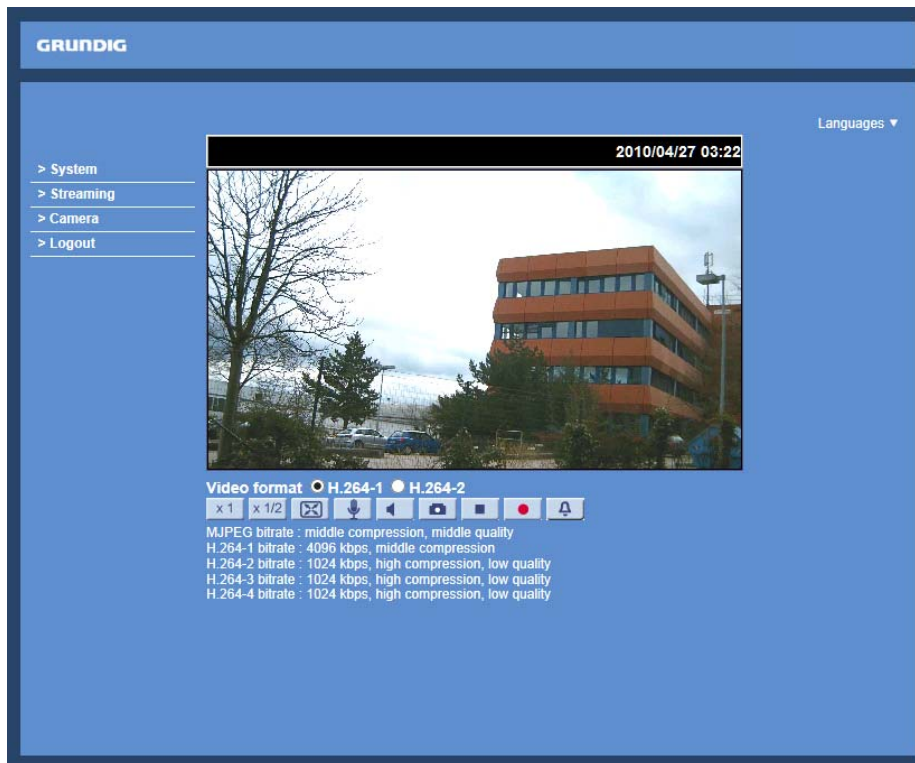 GRUNDIG
Languages ▼
2010/04/27 03:22
> System
> Streaming
> Camera
> Logout
Video format H.264-1 H.264-2
x 1 x 1/2
MJPEG bitrate : middle compression, middle quality
H.264-1 bitrate : 4096 kbps, middle compression
H.264-2 bitrate : 1024 kbps, high compression, low quality
H.264-3 bitrate : 1024 kbps, high compression, low quality
H.264-4 bitrate : 1024 kbps, high compression, low quality